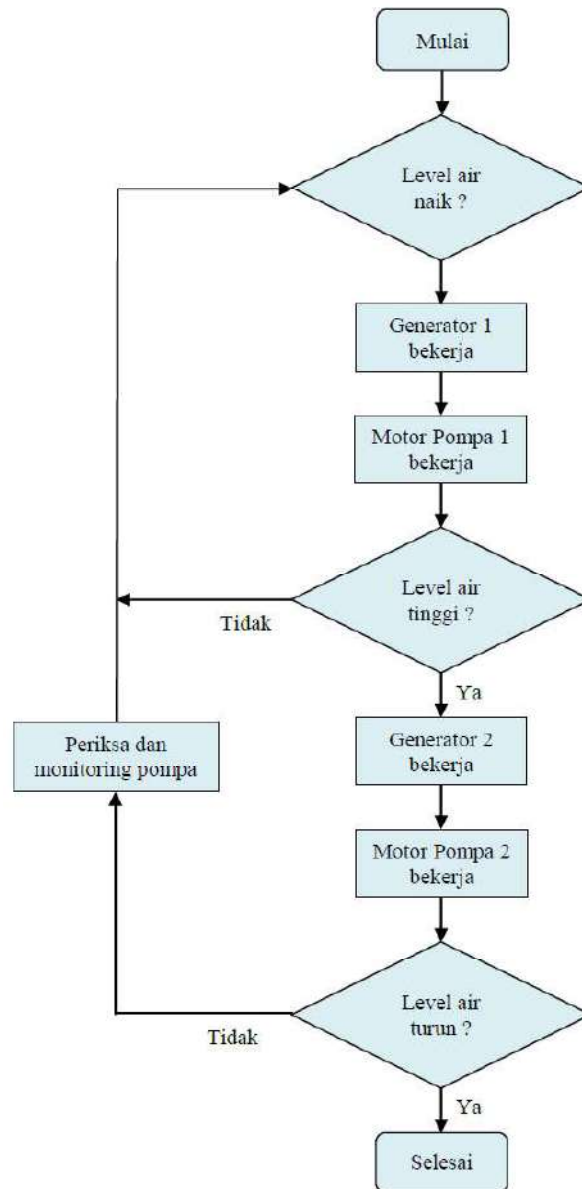 Mulai
Level air
naik ?
Generator 1
bekerja
Motor Pompa 1
bekerja
Level air
tinggi ?
Tidak
Ya
Periksa dan
monitoring pompa
Generator 2
bekerja
Motor Pompa 2
bekerja
Level air
turun ?
Tidak
Ya
Selesai